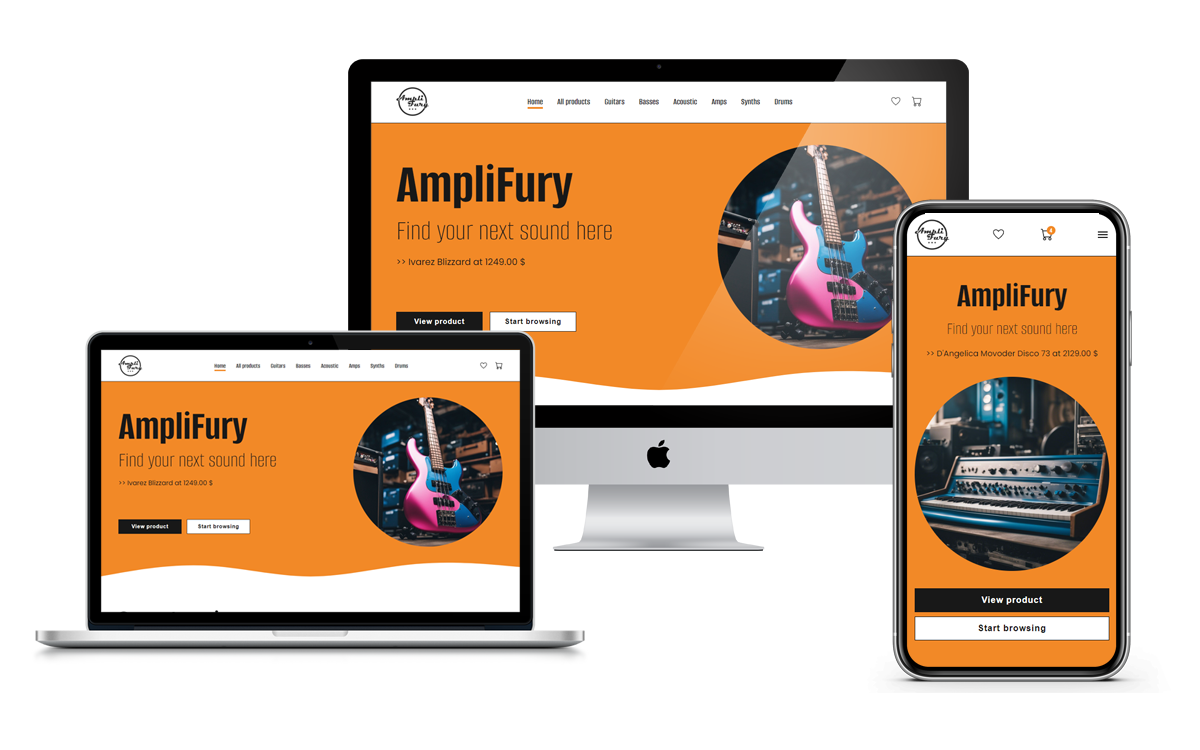 Ampli
Fury
Home
All products
Guitars
Basses
Acoustic
Amps
Synths
Drums
AmpliFury
Find your next sound here
>> Ivarez Blizzard at 1249.00 $
View product
Start browsing
Ampli
Fury
Home
All products
Guitars
Basses
Acoustic
Amps
Synths
Drums
AmpliFury
Find your next sound here
>> Ivarez Blizzard at 1249.00 $
View product
Start browsing
Ampli
Fury
4
AmpliFury
Find your next sound here
>> D'Angelica Movoder Disco 73 at 2129.00 $
View product
Start browsing